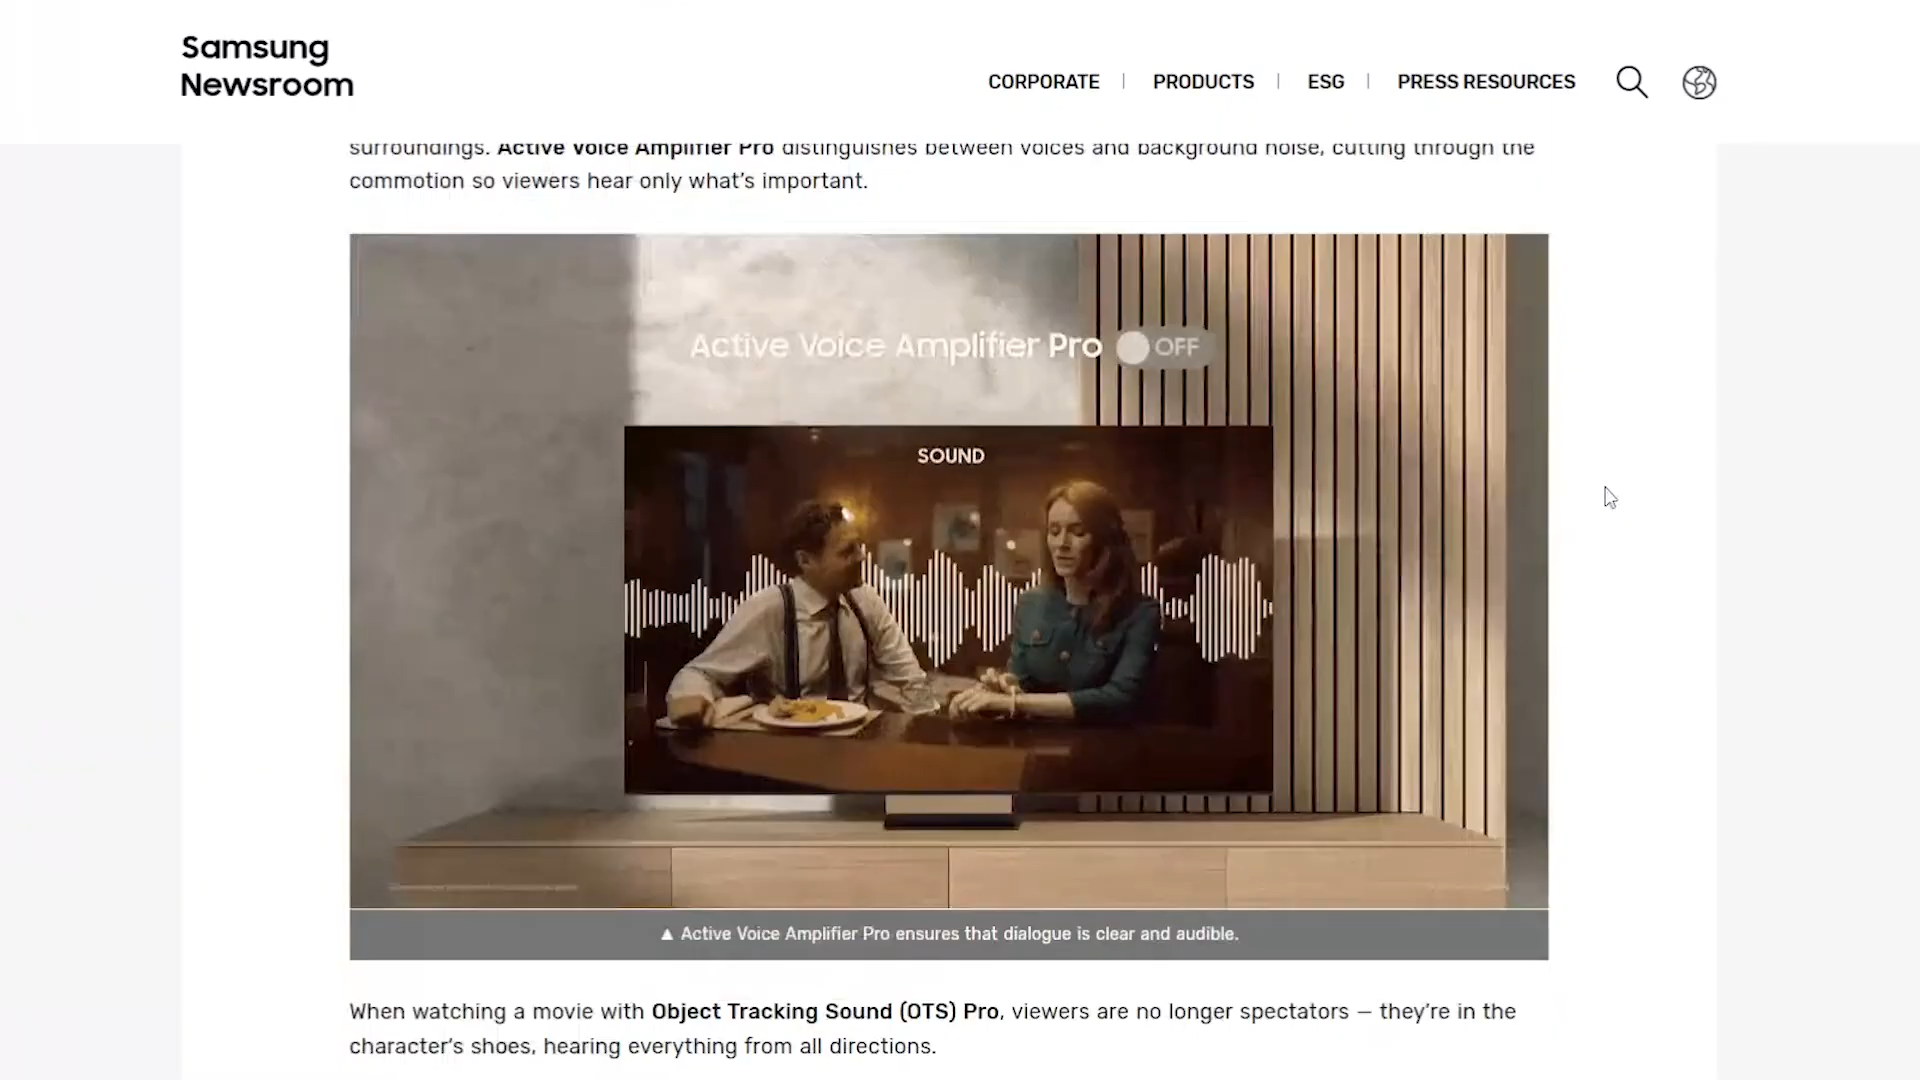 Samsung
Newsroom
CORPORATE | PRODUCTS | ESG | PRESS RESOURCES
surroundings. Active Voice Amplifier Pro distinguishes between voices and background noise, cutting through the
commotion so viewers hear only what’s important.
Active Voice Amplifier Pro OFF
SOUND
▲ Active Voice Amplifier Pro ensures that dialogue is clear and audible.
When watching a movie with Object Tracking Sound (OTS) Pro, viewers are no longer spectators — they’re in the
character’s shoes, hearing everything from all directions.